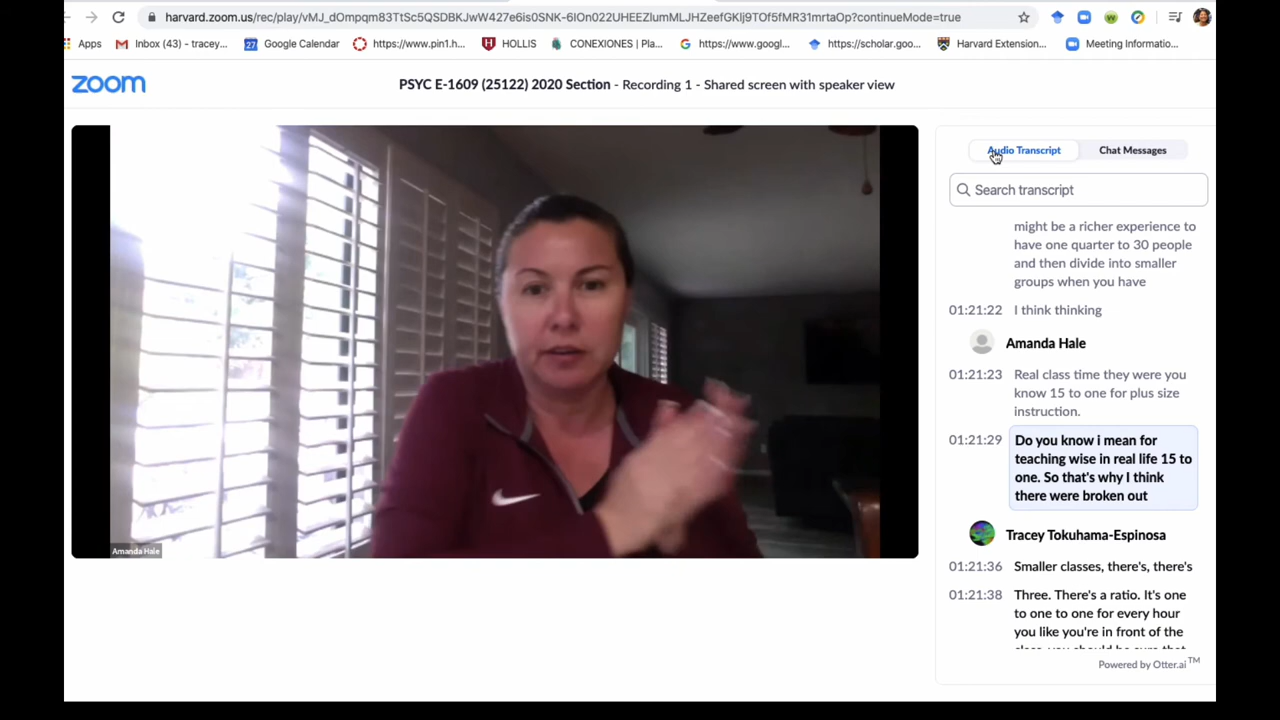 harvard.zoom.us/rec/play/vMJ_dOmpqm83TtSc5QSDBKJwW427e6is0SNK-6IOn022UHEEZlumMLJHZeefGKlj9TOf5fMR31mrtaOp?continueMode=true
Apps Inbox (43) - tracey... Google Calendar https://www.pin1.h... HOLLIS CONEXIONES | Pla... https://www.googl... https://scholar.goo... Harvard Extension... Meeting Informatio...
zoom
PSYC E-1609 (25122) 2020 Section - Recording 1 - Shared screen with speaker view
Audio Transcript Chat Messages
Search transcript
might be a richer experience to
have one quarter to 30 people
and then divide into smaller
groups when you have
01:21:22 I think thinking
Amanda Hale
01:21:23 Real class time they were you
know 15 to one for plus size
instruction.
01:21:29 Do you know i mean for
teaching wise in real life 15 to
one. So that's why I think
there were broken out
Tracey Tokuhama-Espinosa
01:21:36 Smaller classes, there's, there's
01:21:38 Three. There's a ratio. It's one
to one to one for every hour
you like you're in front of the
class, you should be sure that
Powered by Otter.ai™
Amanda Hale